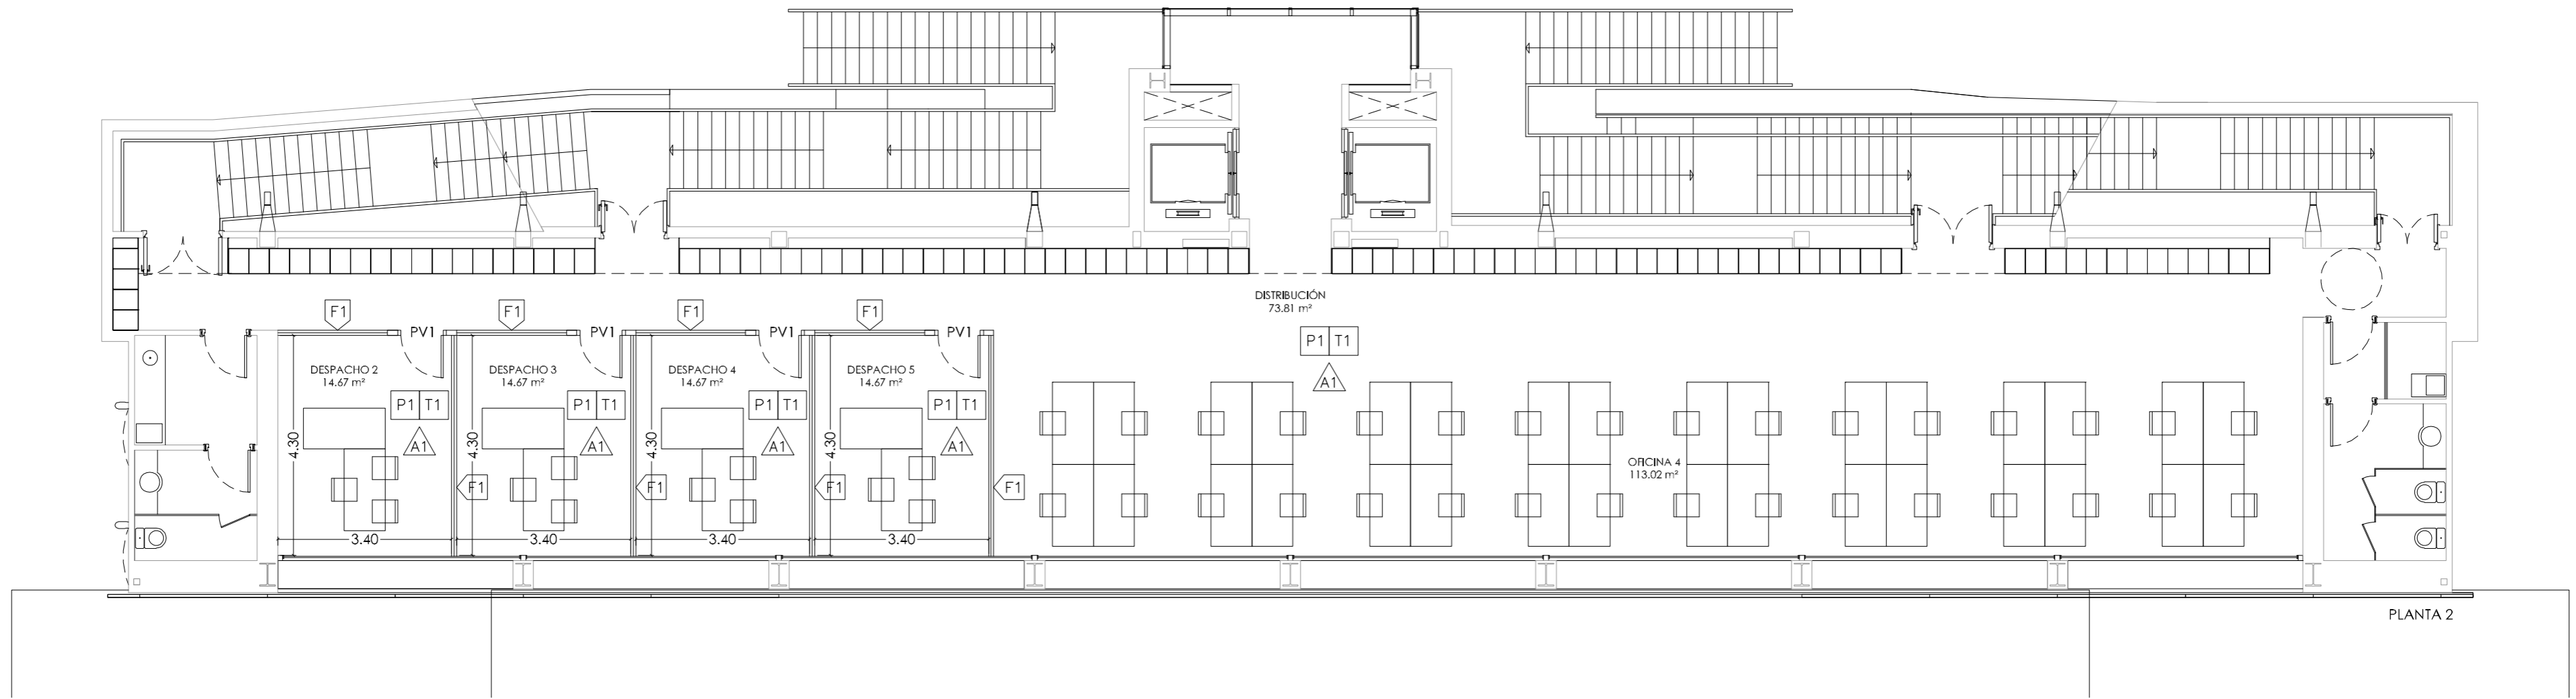 DISTRIBUCIÓN
73.81 m²
F1
F1
F1
F1
PV1
PV1
PV1
PV1
P1 T1
A1
DESPACHO 2
14.67 m²
DESPACHO 3
14.67 m²
DESPACHO 4
14.67 m²
DESPACHO 5
14.67 m²
P1 T1
P1 T1
P1 T1
P1 T1
A1
A1
A1
A1
4.30
4.30
4.30
4.30
OFICINA 4
113.02 m²
F1
F1
F1
F1
3.40
3.40
3.40
3.40
PLANTA 2